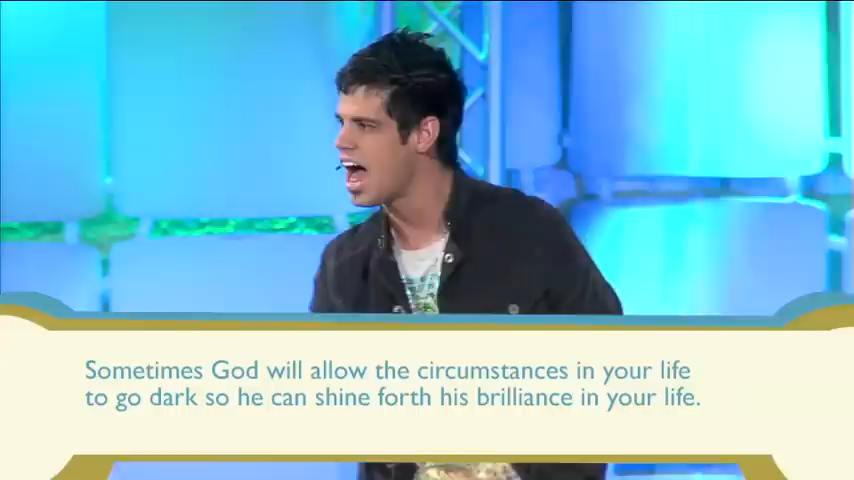 Sometimes God will allow the circumstances in your life
to go dark so he can shine forth his brilliance in your life.